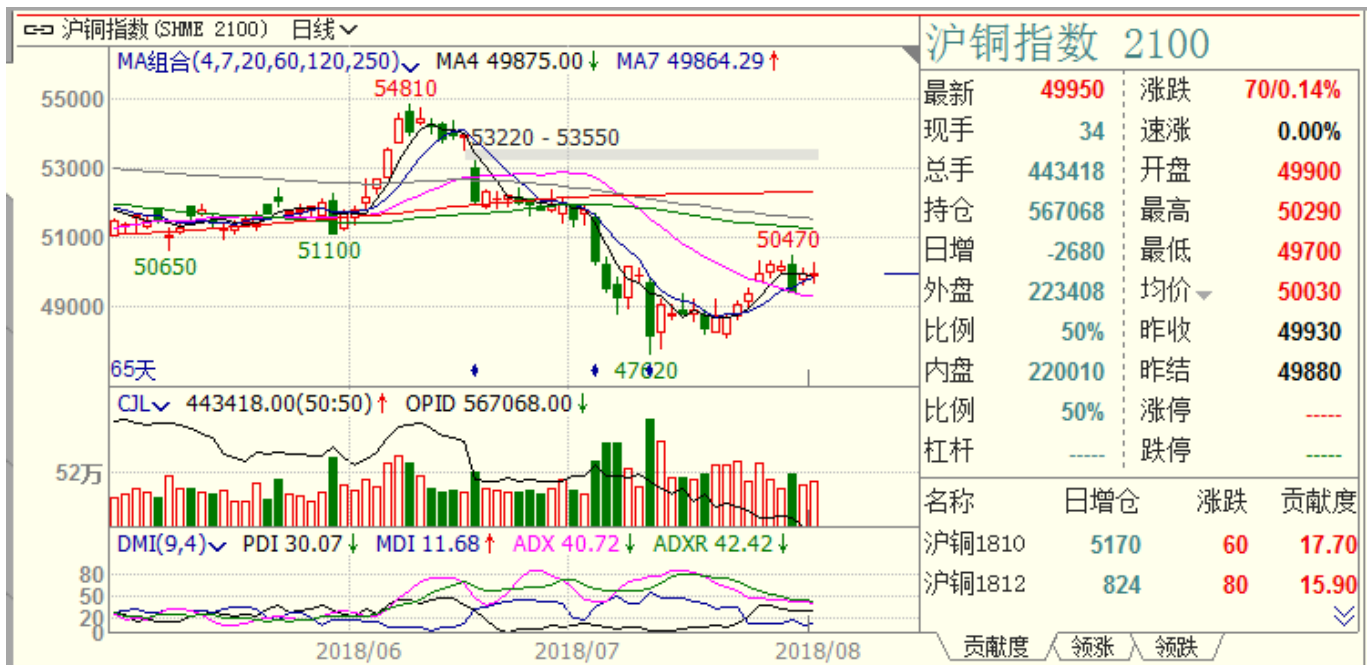 沪铜指数(SHME 2100) 日线
MA组合(4,7,20,60,120,250) MA4 49875.00↓ MA7 49864.29↑
55000
53000
51000
49000
54810
53220 - 53550
50650
51100
50470
47620
65天
CJL 443418.00(50:50)↑ OPID 567068.00↓
52万
DMI(9,4) PDI 30.07↓ MDI 11.68↑ ADX 40.72↓ ADXR 42.42↓
80
50
20
0
2018/06 2018/07 2018/08
沪铜指数 2100
最新 49950 涨跌 70/0.14%
现手 34 速涨 0.00%
总手 443418 开盘 49900
持仓 567068 最高 50290
日增 -2680 最低 49700
外盘 223408 均价 50030
比例 50% 昨收 49930
内盘 220010 昨结 49880
比例 50% 涨停 -----
杠杆 ----- 跌停 -----
名称 日增仓 涨跌 贡献度
沪铜1810 5170 60 17.70
沪铜1812 824 80 15.90
贡献度 领涨 领跌